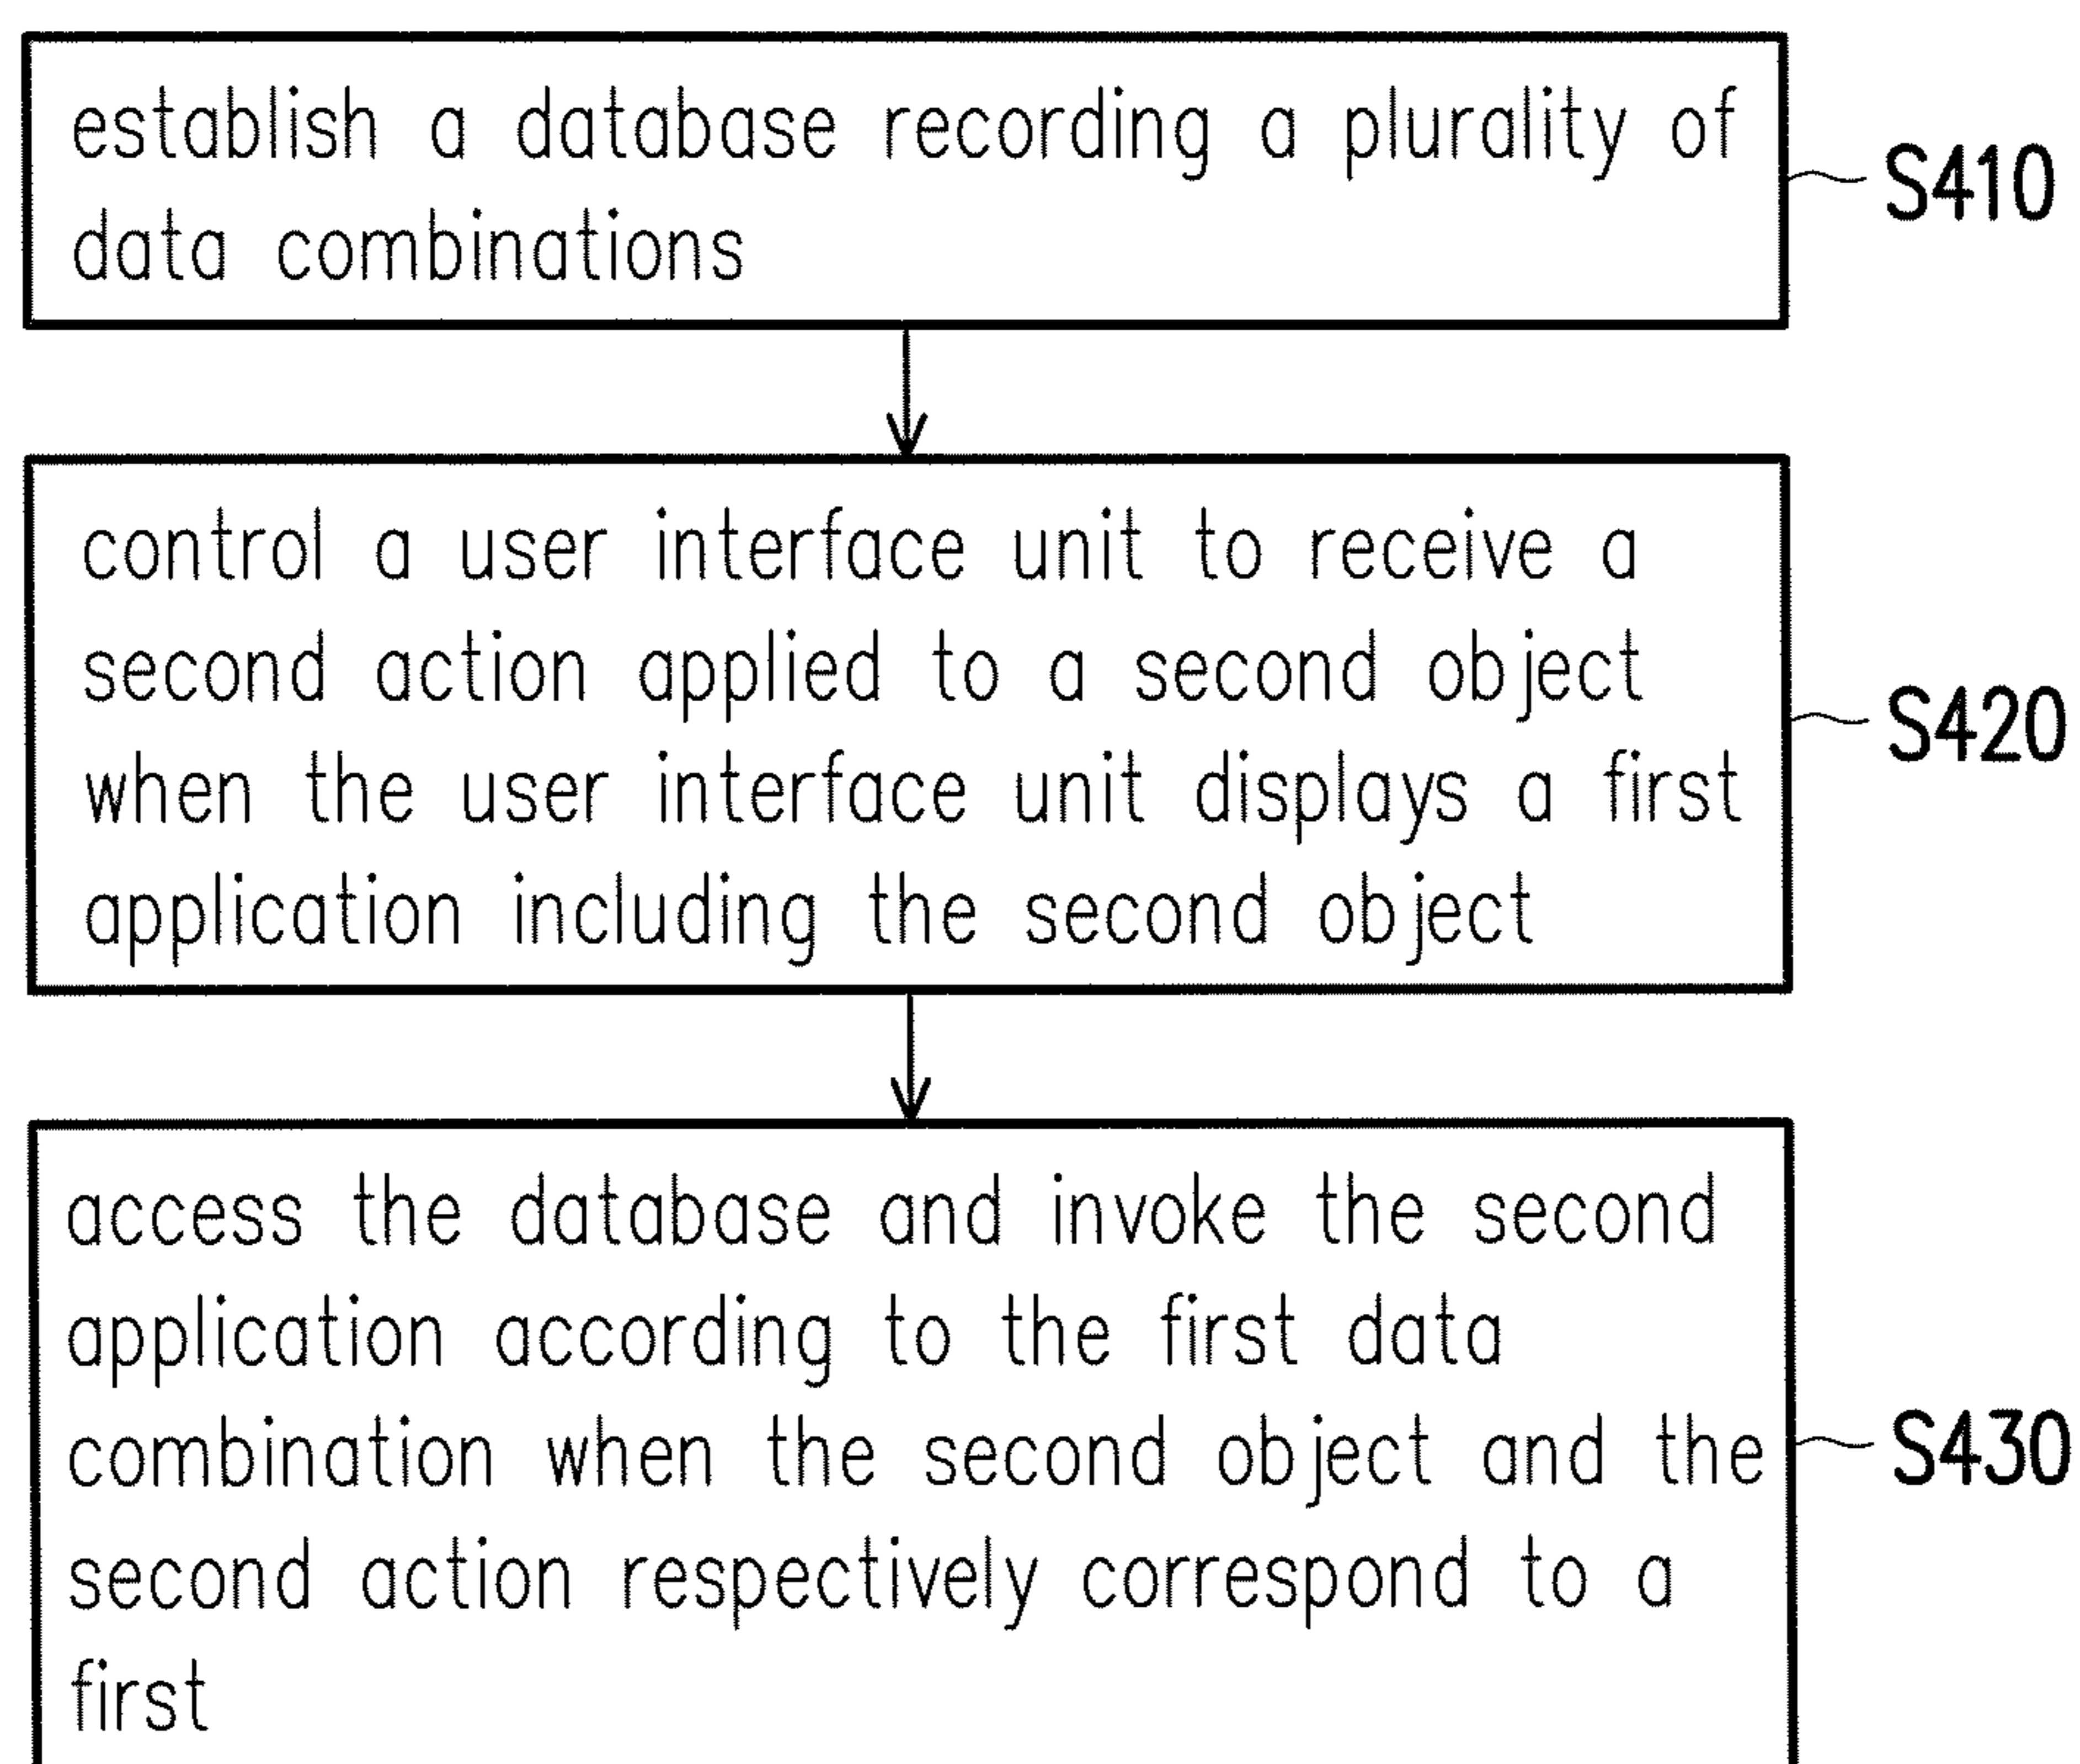 establish a database recording a plurality of
data combinations
S410
control a user interface unit to receive a
second action applied to a second object
when the user interface unit displays a first
application including the second object
S420
access the database and invoke the second
application according to the first data
combination when the second object and the
second action respectively correspond to a
first
S430